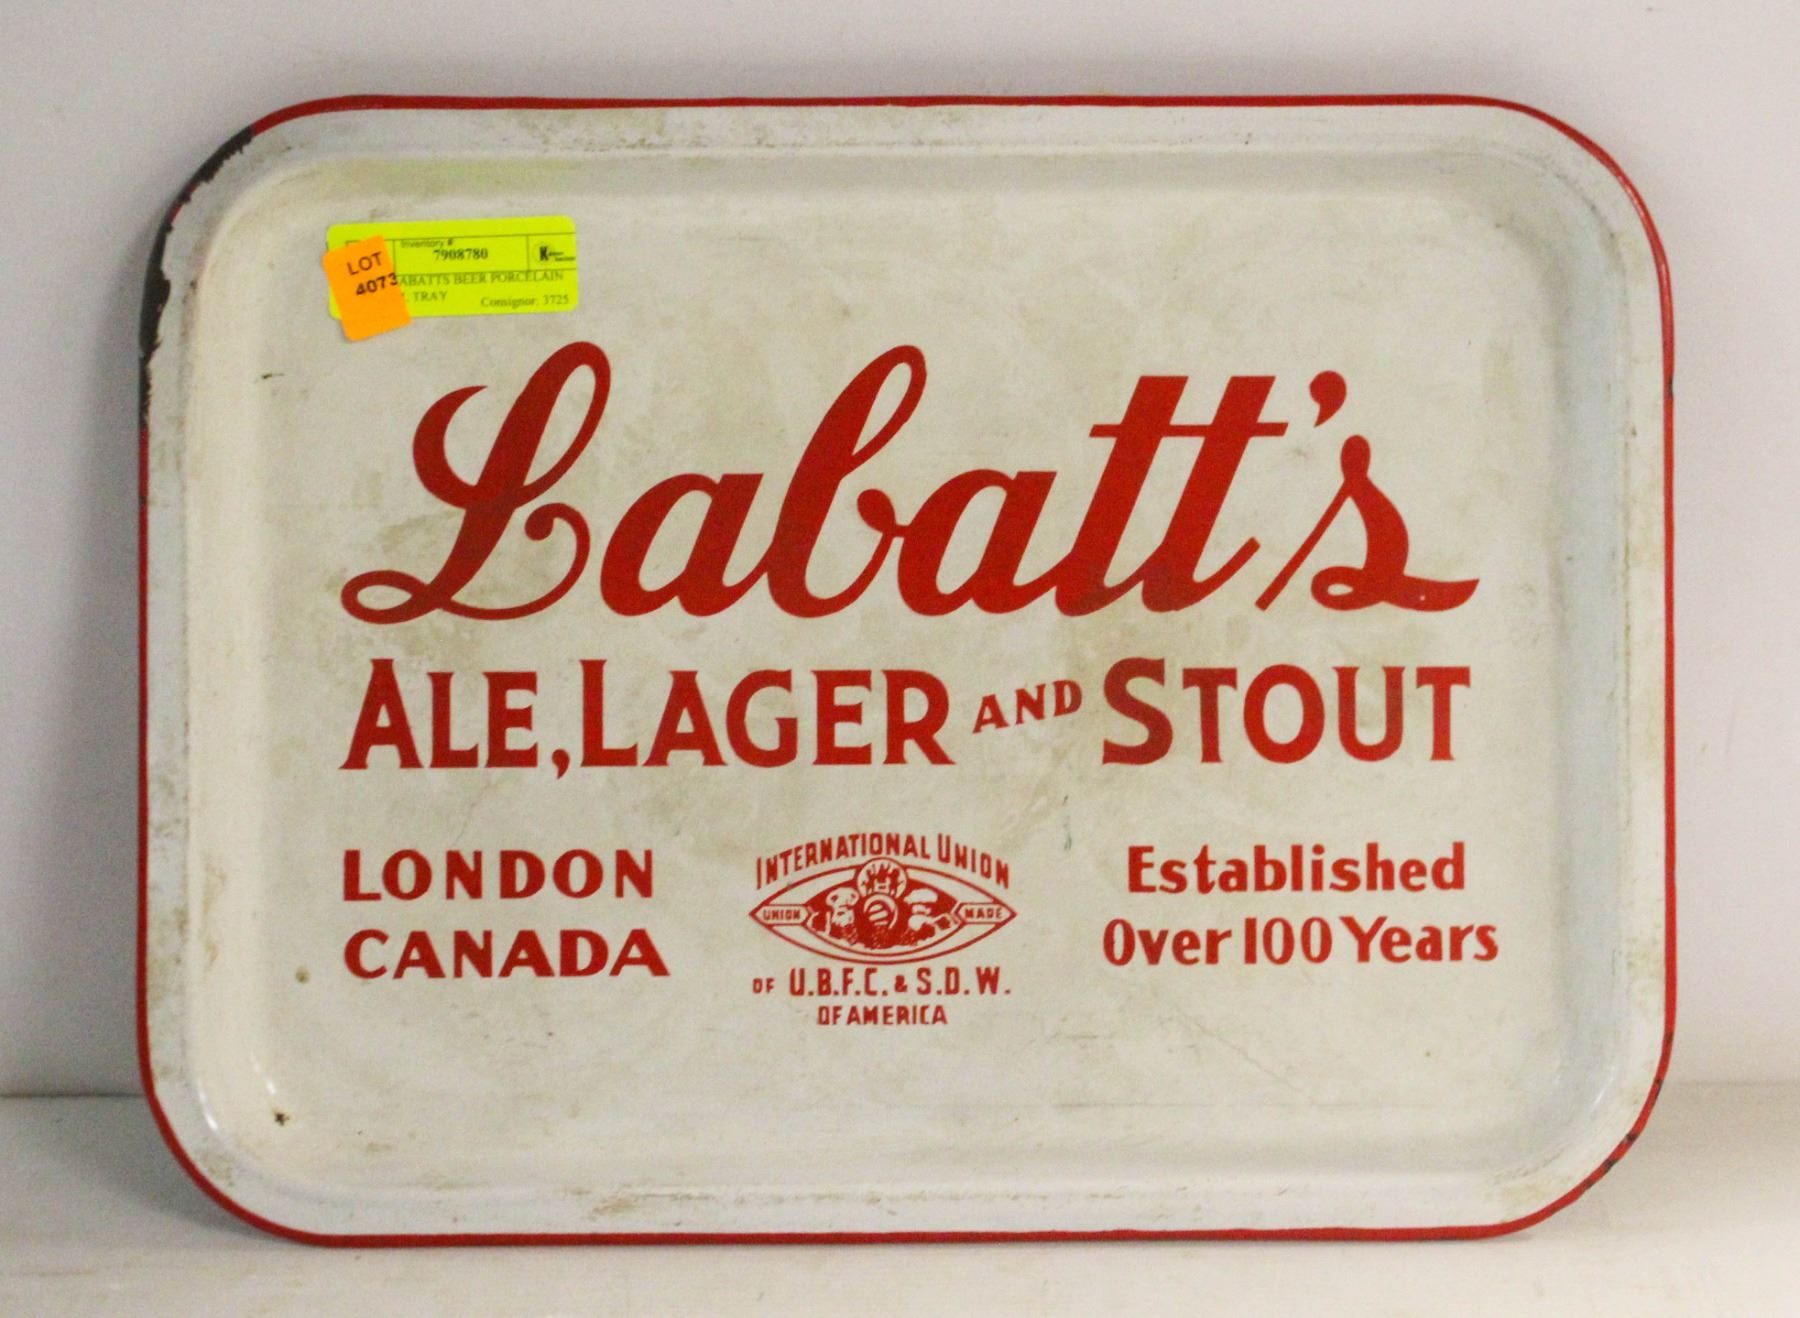 Inventory #
7908780
LOT
4073
ABATTS BEER PORCELAIN
TRAY Consignor: 3725
Labatt's
ALE, LAGER AND STOUT
LONDON
CANADA
INTERNATIONAL UNION
UNION MADE
OF U.B.F.C. & S.D.W.
OF AMERICA
Established
Over 100 Years